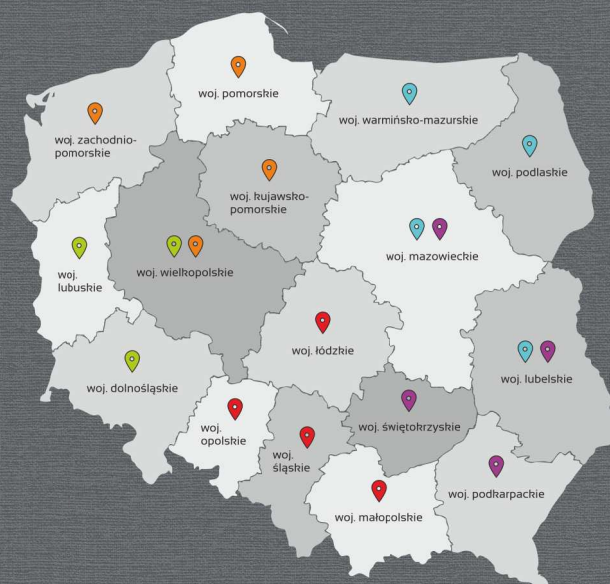 woj. pomorskie
woj. zachodnio-
pomorskie
woj. warmińsko-mazurskie
woj. podlaskie
woj. kujawsko-
pomorskie
woj.
lubuskie
woj. wielkopolskie
woj. mazowieckie
woj. łódzkie
woj. lubelskie
woj. dolnośląskie
woj.
opolskie
woj.
śląskie
woj. świętokrzyskie
woj. małopolskie
woj. podkarpackie